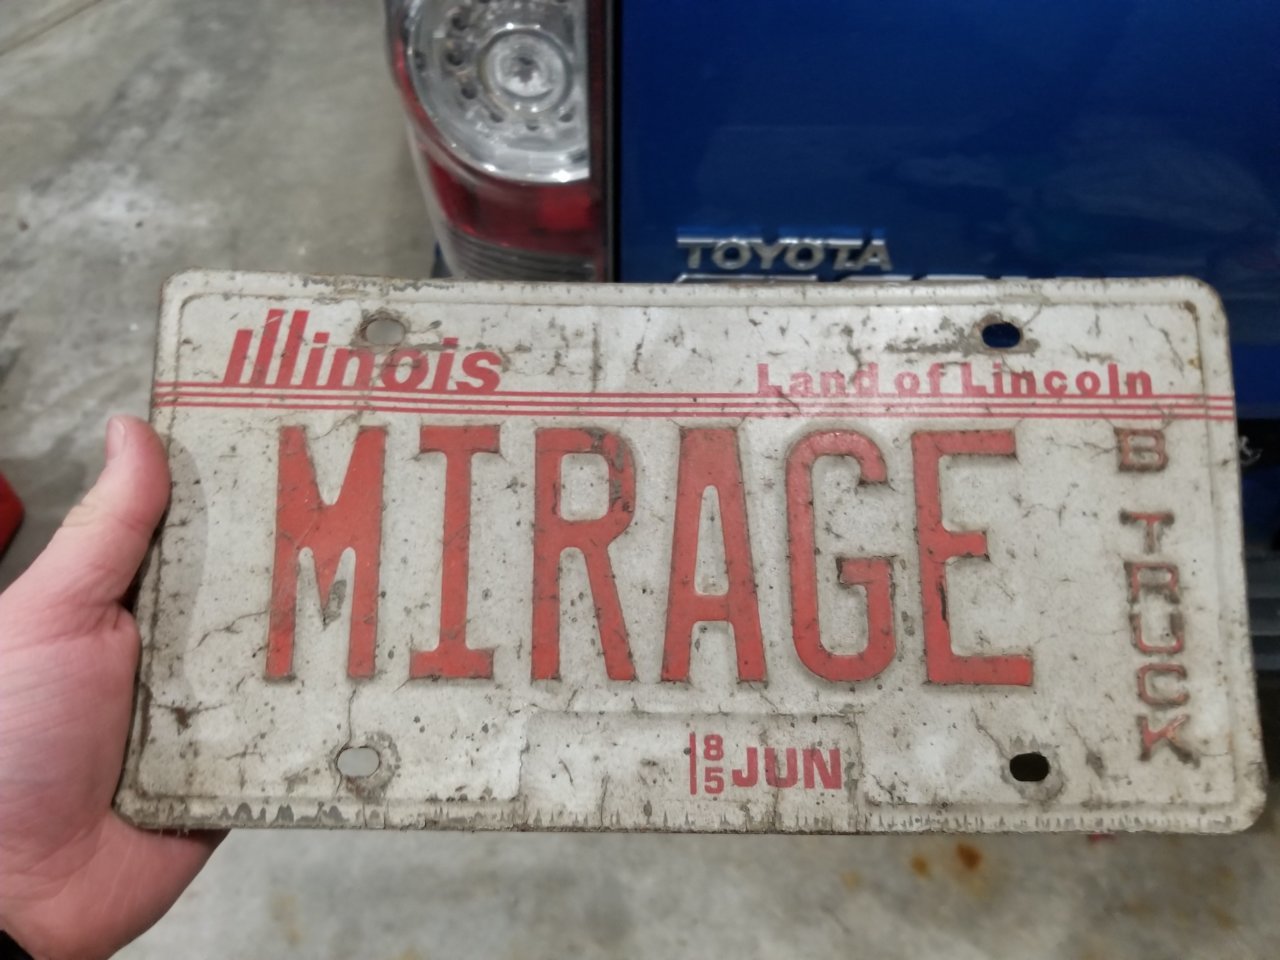 TOYOTA
Illinois
Land of Lincoln
MIRAGE
B TRUCK
85 JUN